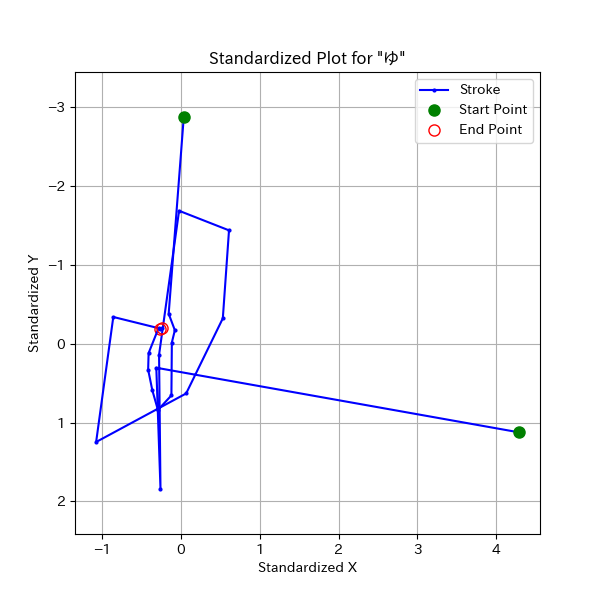 Standardized Plot for "ゆ"
Stroke
Start Point
End Point
−3
−2
−1
0
1
2
Standardized Y
−1 0 1 2 3 4
Standardized X